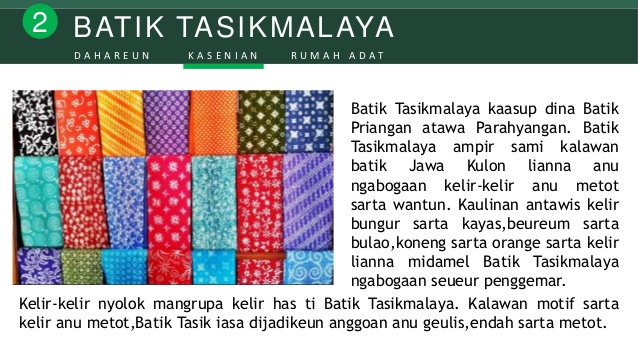 2 BATIK TASIKMALAYA
DAHAREUN KASENIAN RUMAH ADAT
Batik Tasikmalaya kaasup dina Batik
Priangan atawa Parahyangan. Batik
Tasikmalaya ampir sami kalawan
batik Jawa Kulon lianna anu
ngabogaan kelir-kelir anu metot
sarta wantun. Kaulinan antawis kelir
bungur sarta kayas,beureum sarta
bulao,koneng sarta orange sarta kelir
lianna midamel Batik Tasikmalaya
ngabogaan seueur penggemar.
Kelir-kelir nyolok mangrupa kelir has ti Batik Tasikmalaya. Kalawan motif sarta
kelir anu metot,Batik Tasik iasa dijadikeun anggoan anu geulis,endah sarta metot.